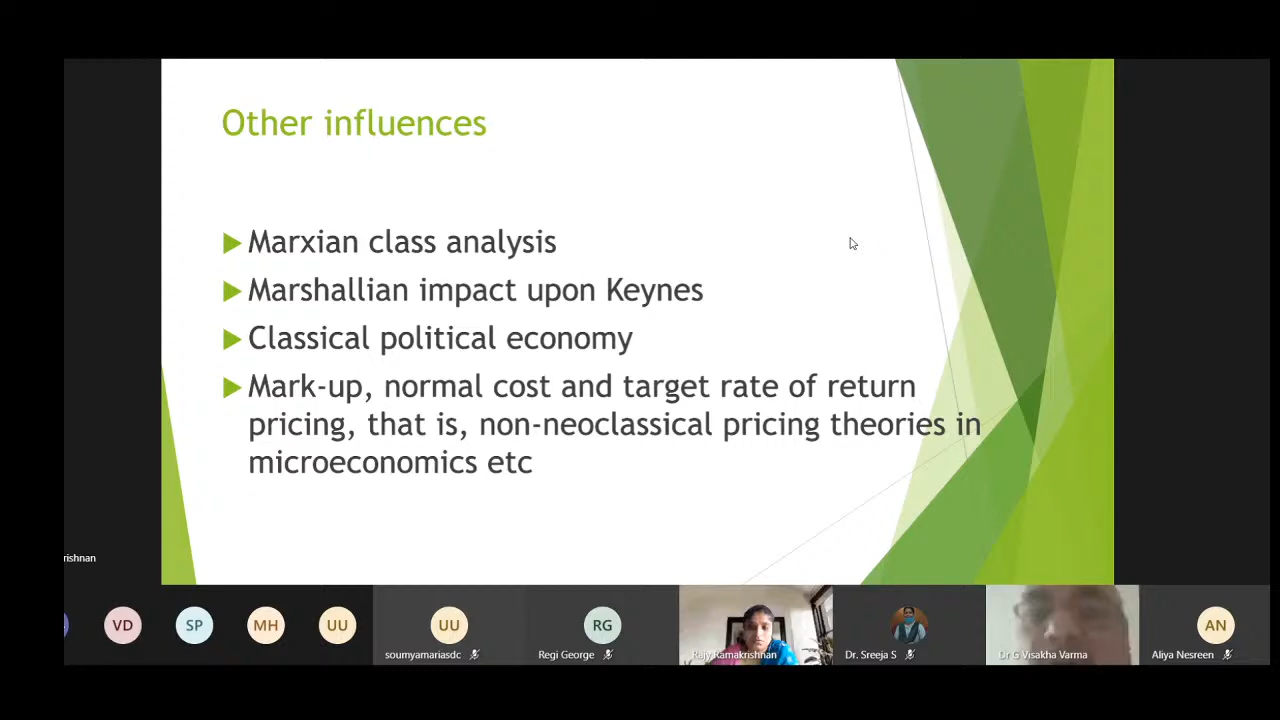 Other influences
Marxian class analysis
Marshallian impact upon Keynes
Classical political economy
Mark-up, normal cost and target rate of return
pricing, that is, non-neoclassical pricing theories in
microeconomics etc
rishnan
VD
SP
MH
UU
UU
RG
AN
soumyamariasdc
Regi George
Rajy Ramakrishnan
Dr. Sreeja S
Dr G Visakha Varma
Aliya Nesreen